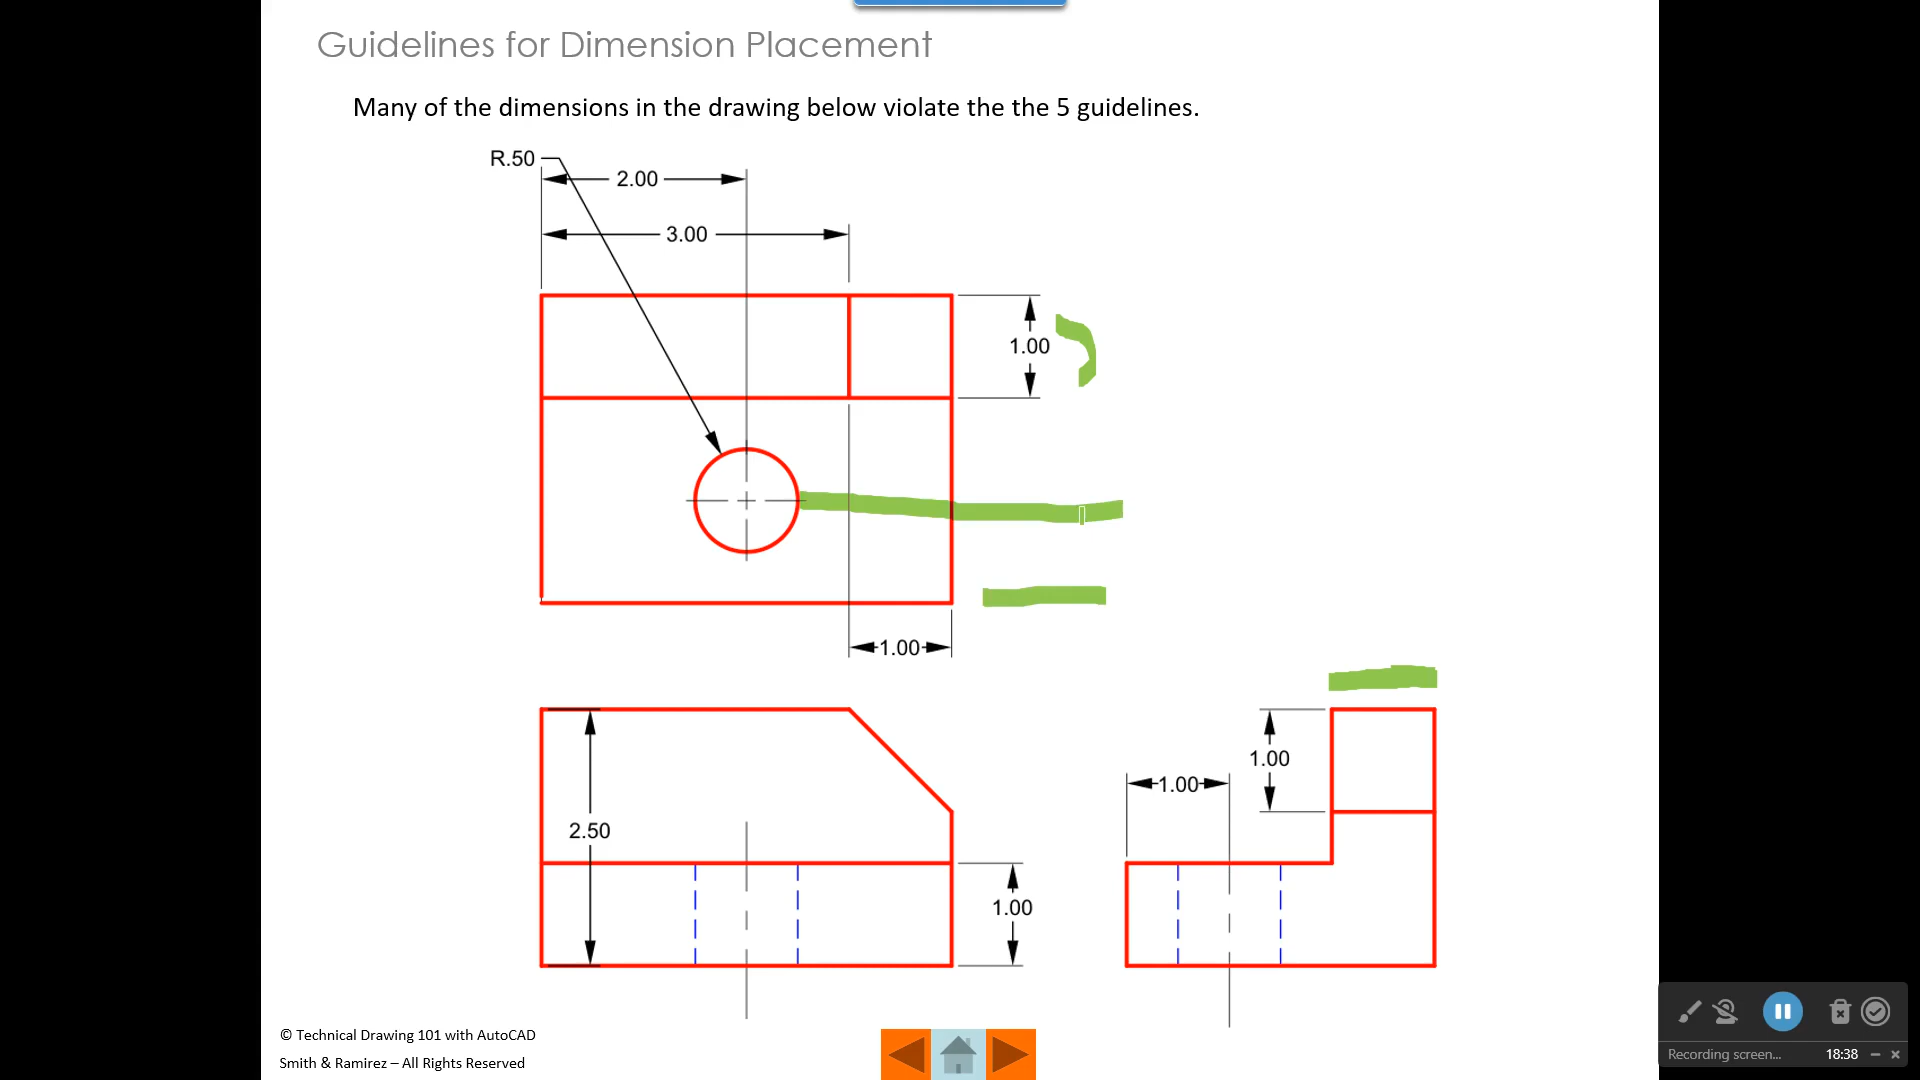 Guidelines for Dimension Placement
Many of the dimensions in the drawing below violate the the 5 guidelines.
R.50
2.00
3.00
1.00
1.00
1.00
1.00
2.50
1.00
© Technical Drawing 101 with AutoCAD
Smith & Ramirez – All Rights Reserved
Recording screen...
18:38